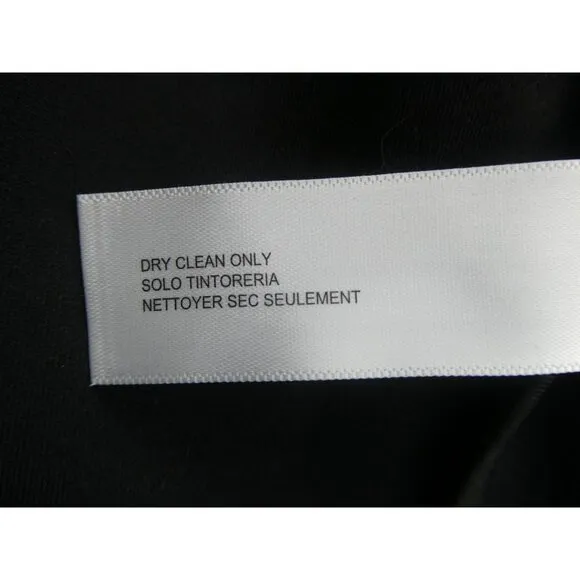 DRY CLEAN ONLY
SOLO TINTORERIA
NETTOYER SEC SEULEMENT